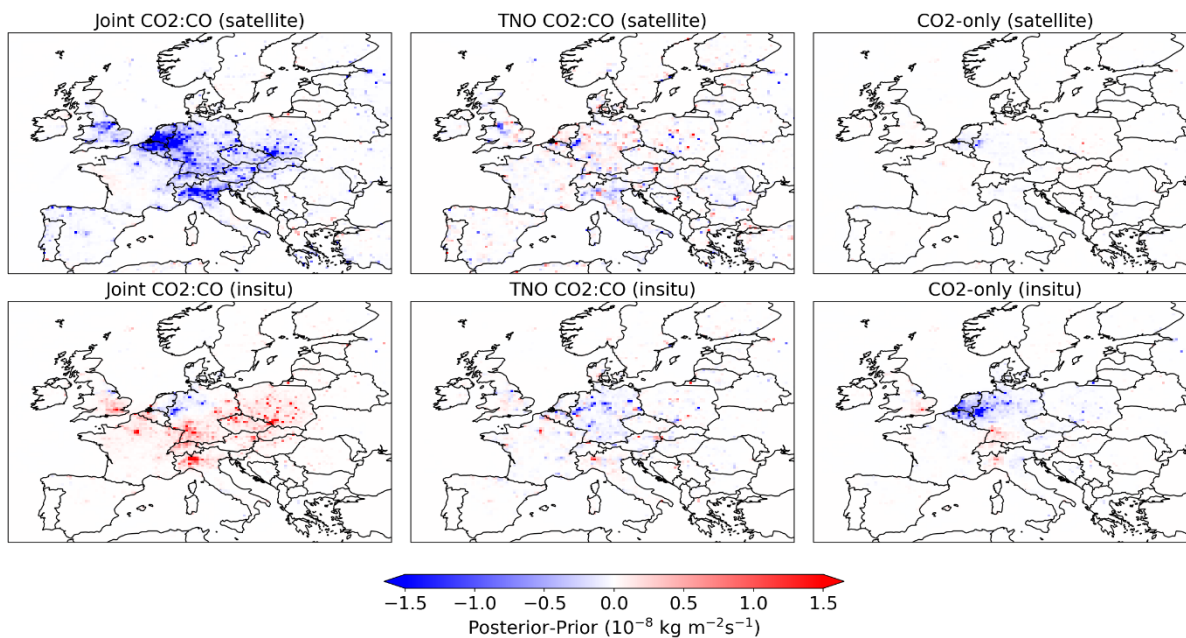 Joint CO2:CO (satellite)
TNO CO2:CO (satellite)
CO2-only (satellite)
Joint CO2:CO (insitu)
TNO CO2:CO (insitu)
CO2-only (insitu)
−1.5 −1.0 −0.5 0.0 0.5 1.0 1.5
Posterior-Prior (10⁻⁸ kg m⁻²s⁻¹)